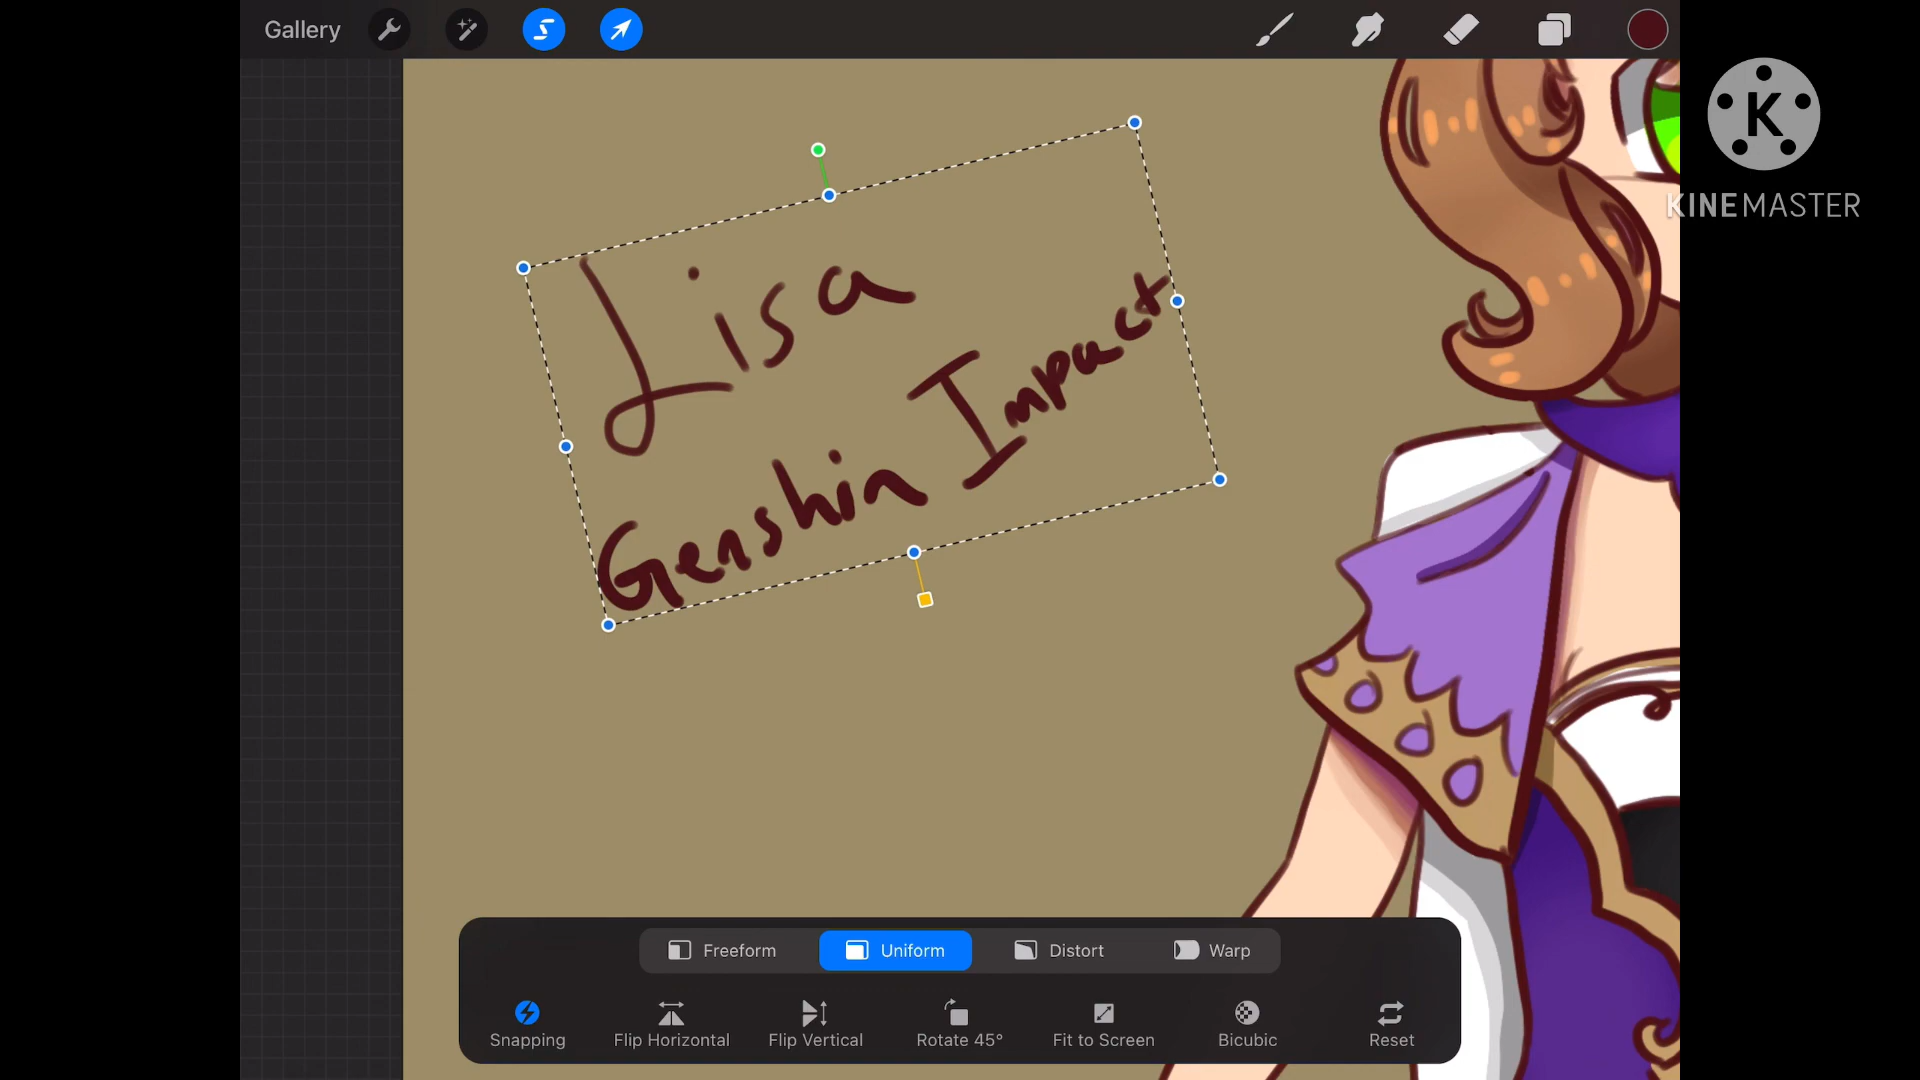 Gallery
K
KINEMASTER
Lisa
Genshin Impact
Freeform Uniform Distort Warp
Snapping Flip Horizontal Flip Vertical Rotate 45° Fit to Screen Bicubic Reset